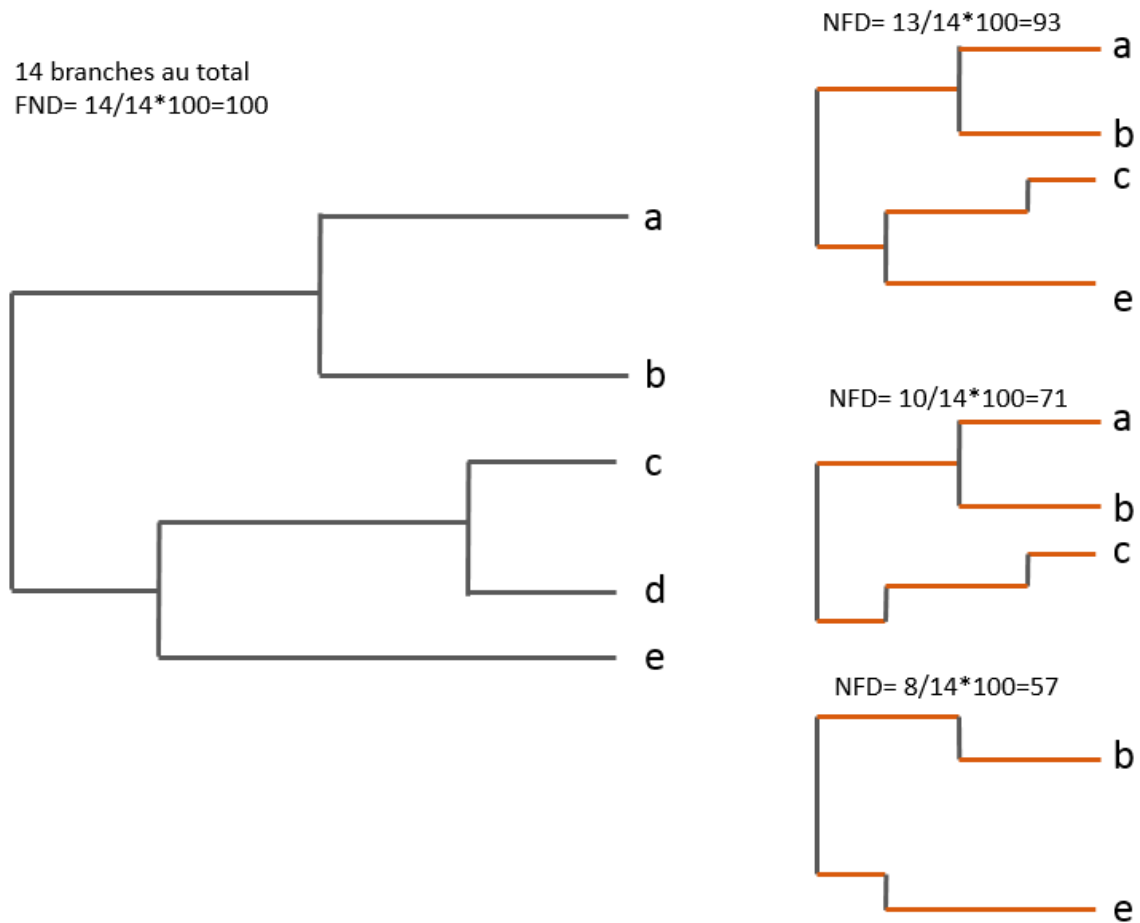 14 branches au total
FND= 14/14*100=100
a
b
c
d
e
NFD= 13/14*100=93
a
b
c
e
NFD= 10/14*100=71
a
b
c
NFD= 8/14*100=57
b
e